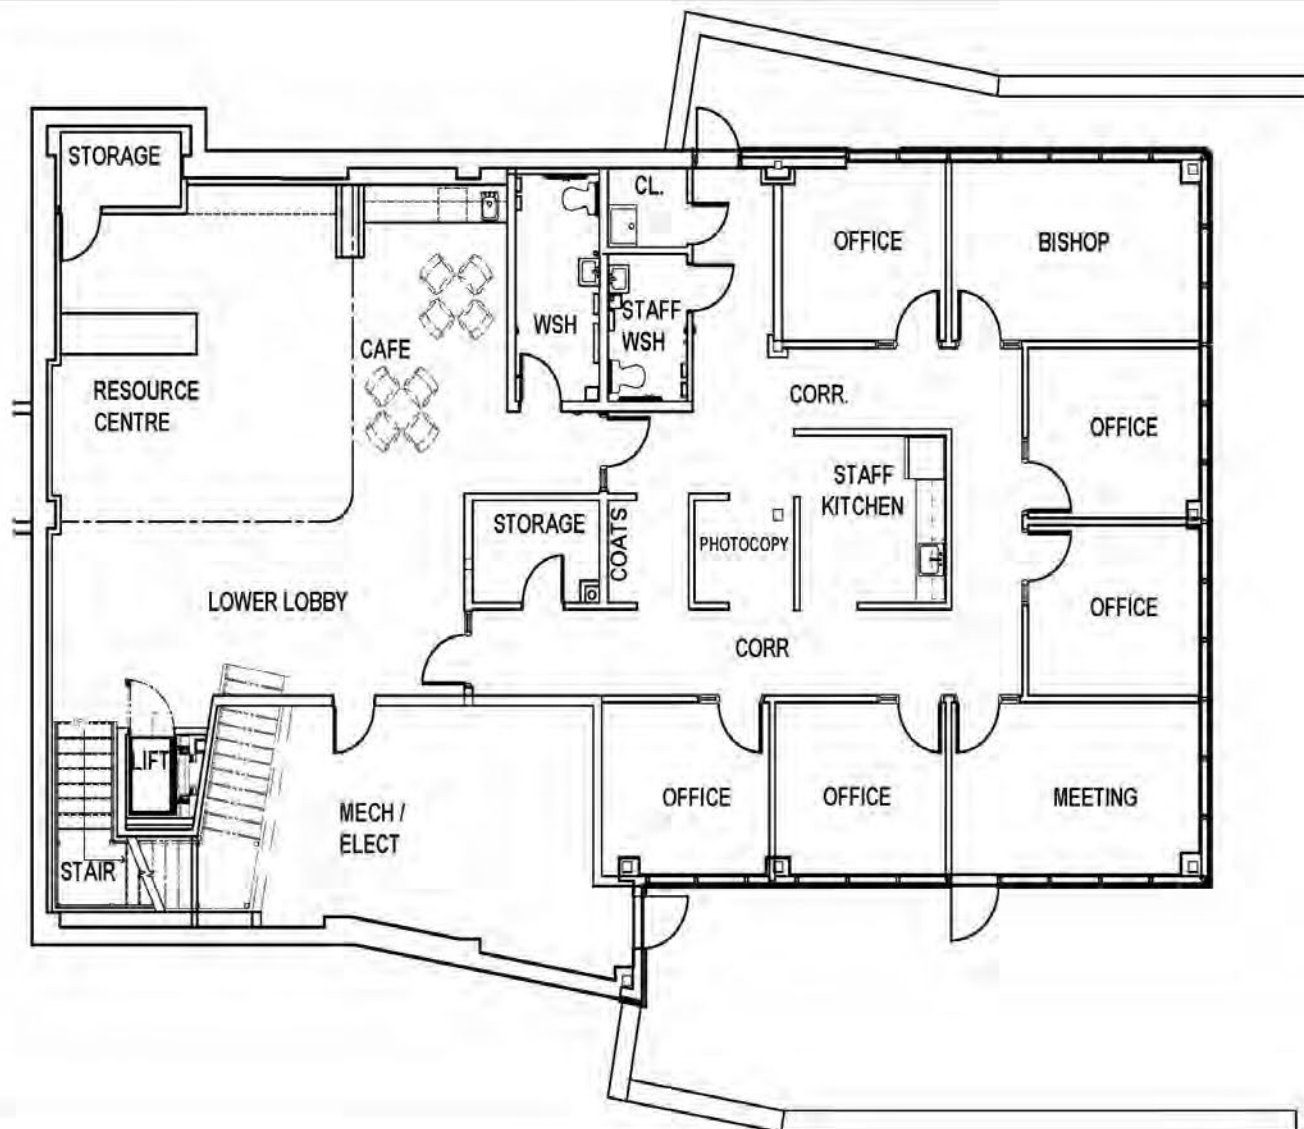 STORAGE
CL.
OFFICE
BISHOP
WSH
STAFF
WSH
CAFE
RESOURCE
CENTRE
CORR.
OFFICE
STAFF
KITCHEN
STORAGE
COATS
PHOTOCOPY
LOWER LOBBY
OFFICE
CORR
LIFT
MECH /
ELECT
OFFICE
OFFICE
MEETING
STAIR